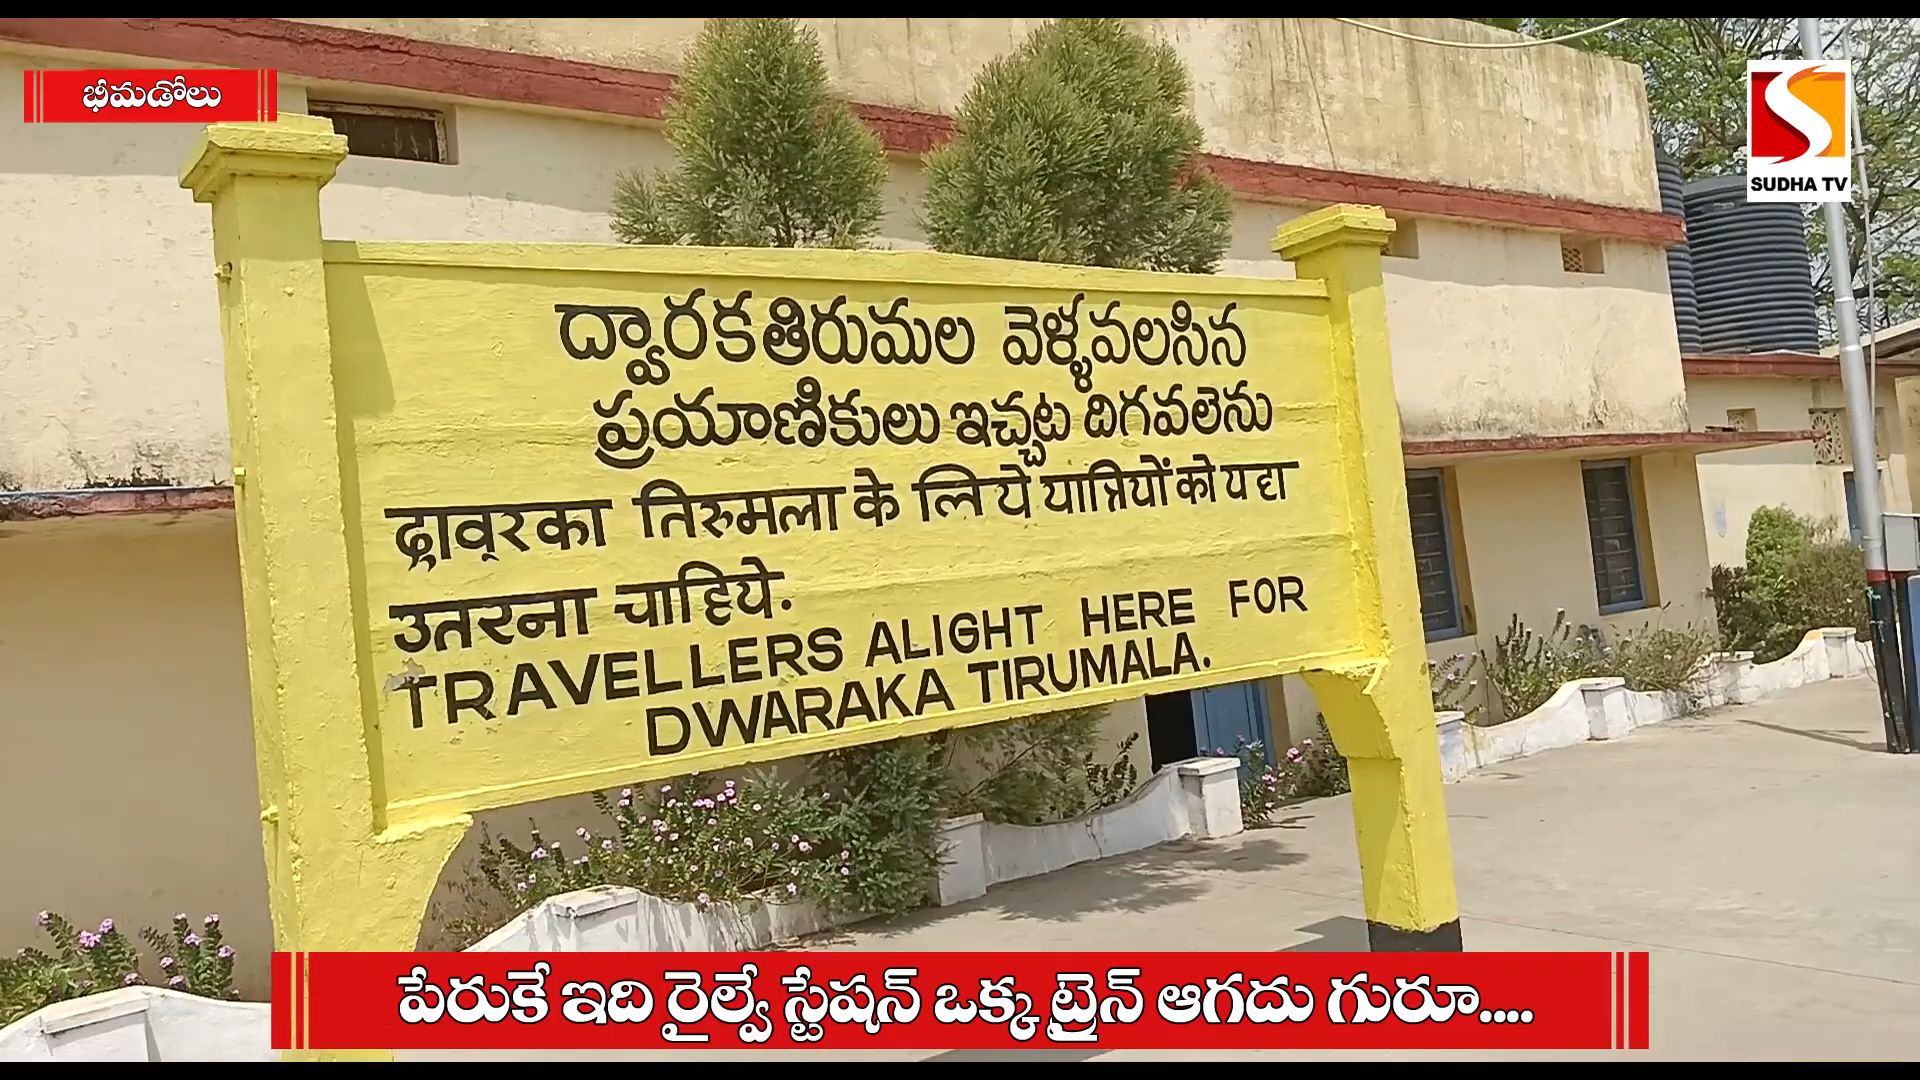 భీమడోలు
SUDHA TV
ద్వారకతిరుమల వెళ్ళవలసిన
ప్రయాణికులు ఇచ్చట దిగవలెను
द्वावरका तिरुमला के लिये यात्रियों को यहा
उतरना चाहिये.
TRAVELLERS ALIGHT HERE FOR
DWARAKA TIRUMALA.
పేరుకే ఇది రైల్వే స్టేషన్ ఒక్క ట్రైన్ ఆగదు గురూ....